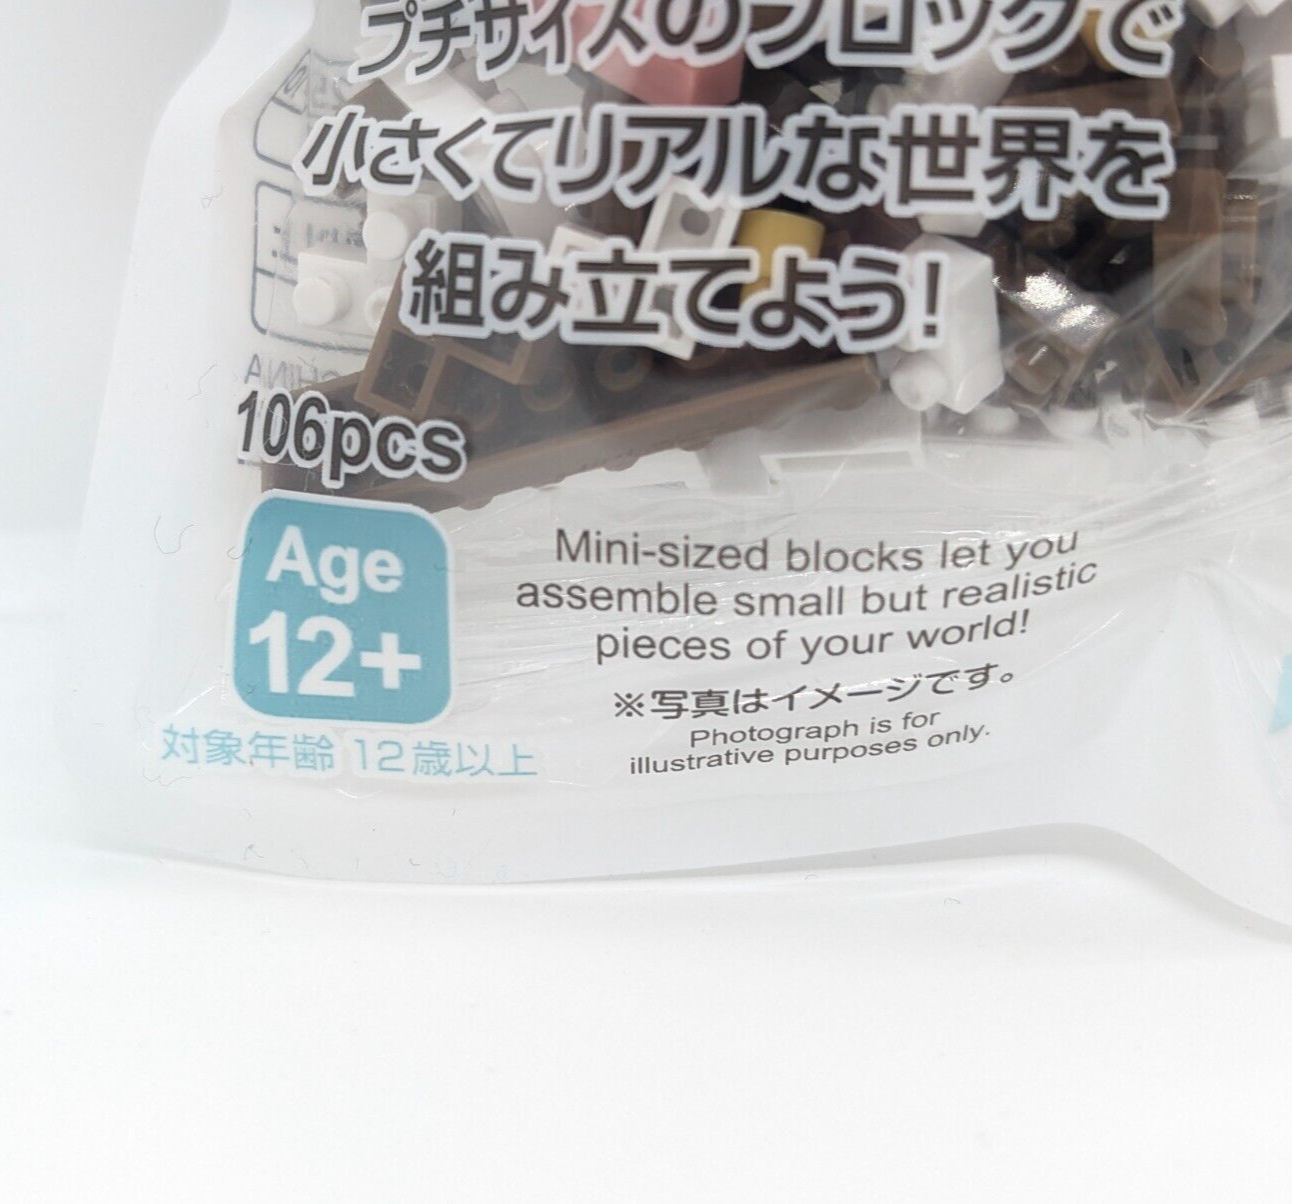 プチサイズのブロックで
小さくてリアルな世界を
組み立てよう!
106pcs
Age
12+
対象年齢 12歳以上
Mini-sized blocks let you
assemble small but realistic
pieces of your world!
※写真はイメージです。
Photograph is for
illustrative purposes only.